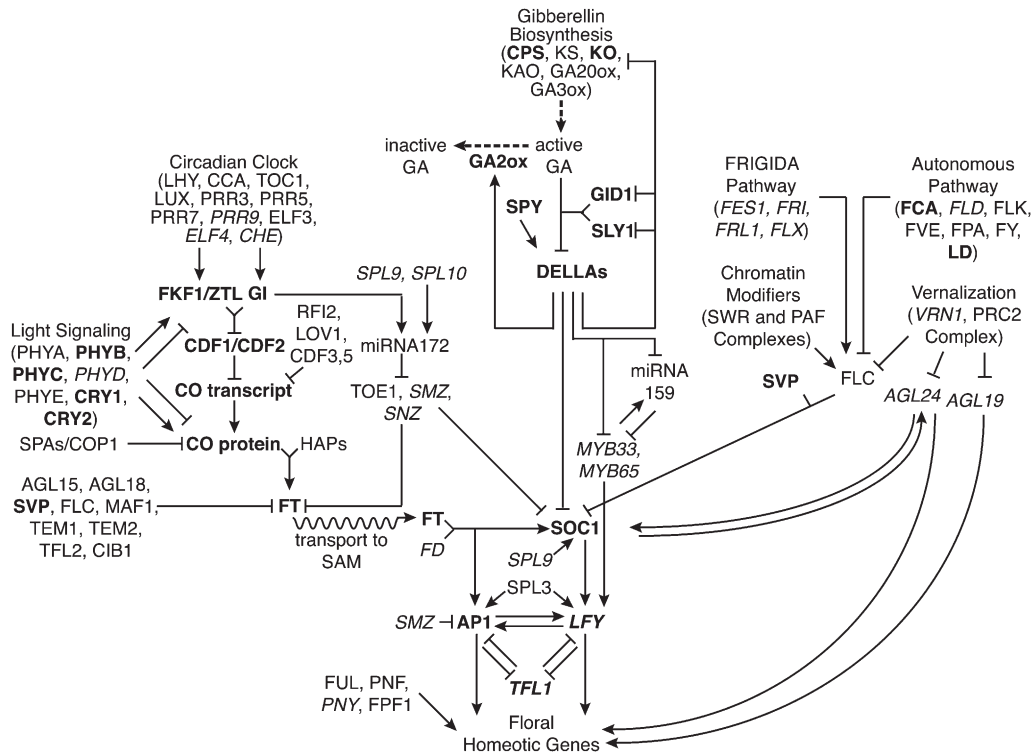 Gibberellin
Biosynthesis
(CPS, KS, KO,
KAO, GA20ox,
GA3ox)
inactive
GA
GA2ox
active
GA
SPY
GID1
SLY1
DELLAs
Circadian Clock
(LHY, CCA, TOC1,
LUX, PRR3, PRR5,
PRR7, PRR9, ELF3,
ELF4, CHE)
FRIGIDA
Pathway
(FES1, FRI,
FRL1, FLX)
Autonomous
Pathway
(FCA, FLD, FLK,
FVE, FPA, FY,
LD)
SPL9, SPL10
FKF1/ZTL GI
RFI2,
LOV1,
CDF3,5
Chromatin
Modifiers
(SWR and PAF
Complexes)
Vernalization
(VRN1, PRC2
Complex)
Light Signaling
(PHYA, PHYB,
PHYC, PHYD,
PHYE, CRY1,
CRY2)
CDF1/CDF2
miRNA172
miRNA
159
SVP
FLC
AGL24
AGL19
CO transcript
TOE1, SMZ,
SNZ
SPAs/COP1
CO protein
HAPs
MYB33,
MYB65
AGL15, AGL18,
SVP, FLC, MAF1,
TEM1, TEM2,
TFL2, CIB1
FT
transport to
SAM
FT
FD
SOC1
SPL9
SPL3
SMZ
AP1
LFY
TFL1
FUL, PNF,
PNY, FPF1
Floral
Homeotic Genes